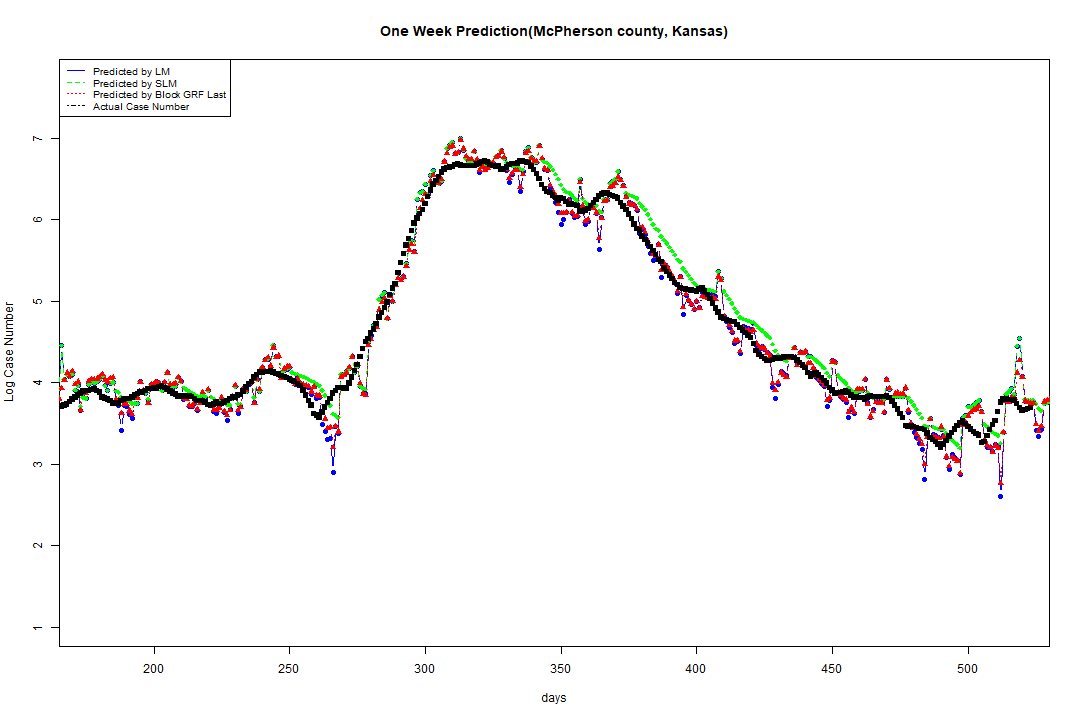 One Week Prediction(McPherson county, Kansas)
Predicted by LM
Predicted by SLM
Predicted by Block GRF Last
Actual Case Number
7
6
5
4
3
2
1
Log Case Number
200 250 300 350 400 450 500
days